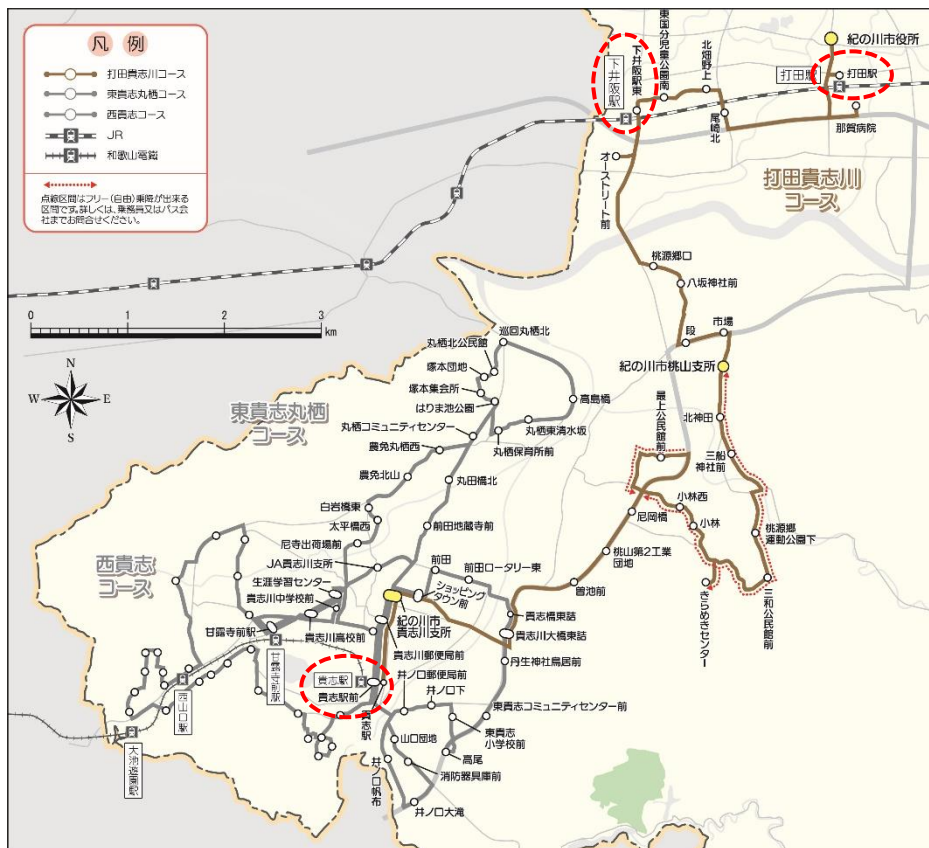 凡 例
打田貴志川コース
東貴志丸栖コース
西貴志コース
JR
和歌山電鐵
点線区間はフリー(自由)乗降が出来る
区間です。詳しくは、乗務員又はバス会
社までお問合せください。
0
1
2
3
km
N
W
E
S
紀の川市役所
打田駅
打田駅
那賀病院
下井阪駅
下井阪駅東
東国分児童公園南
北畑野上
尾崎北
オーストリート前
打田貴志川
コース
桃源郷口
八坂神社前
段
市場
紀の川市桃山支所
北神田
三船
神社前
桃源郷
運動公園下
三和公民館前
きらめきセンター
小林
小林西
最上公民館前
尼岡橋
桃山第2工業
団地
曽池前
貴志橋東詰
貴志川大橋東詰
丹生神社鳥居前
東貴志コミュニティセンター前
東貴志
小学校前
高尾
井ノ口下
井ノ口郵便局前
山口団地
消防器具庫前
井ノ口大滝
井ノ口帆布
東貴志丸栖
コース
巡回丸栖北
丸栖北公民館
塚本団地
塚本集会所
はりま池公園
高島橋
丸栖東清水坂
丸栖保育所前
丸栖コミュニティセンター
農免丸栖西
農免北山
丸田橋北
白岩橋東
太平橋西
前田地蔵寺前
尼寺出荷場前
JA貴志川支所
前田
前田ロータリー東
ショッピング
タウン前
生涯学習センター
貴志川中学校前
紀の川市
貴志川支所
貴志川高校前
貴志川郵便局前
西貴志
コース
甘露寺前駅
甘露寺前駅
貴志駅
貴志駅前
貴志駅
西山口駅
大池遊園駅